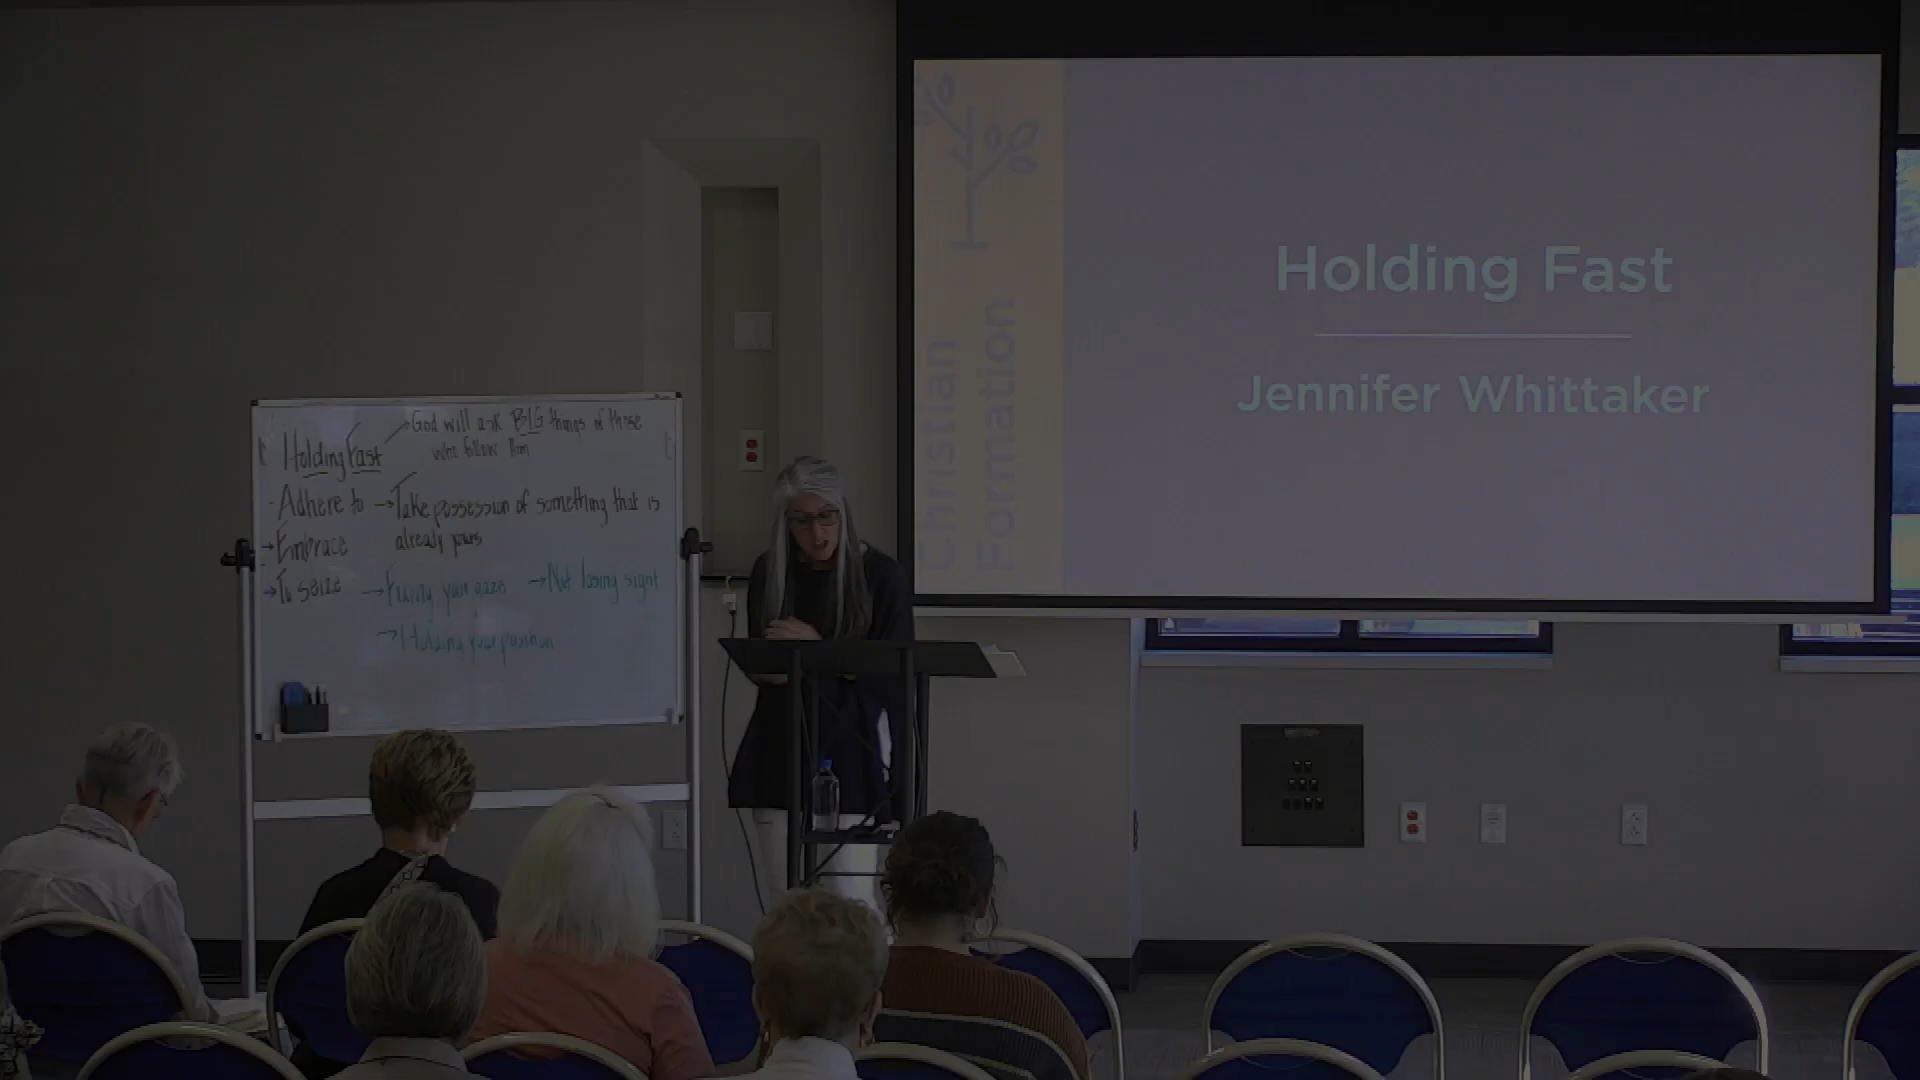 Holding Fast
Jennifer Whittaker
Christian
Formation
→God will ask BIG things of those
who follow Him
Holding Fast
- Adhere to →Take possession of something that is
already yours
→Embrace
→To seize →Fixing your gaze →Not losing sight
→Holding your position